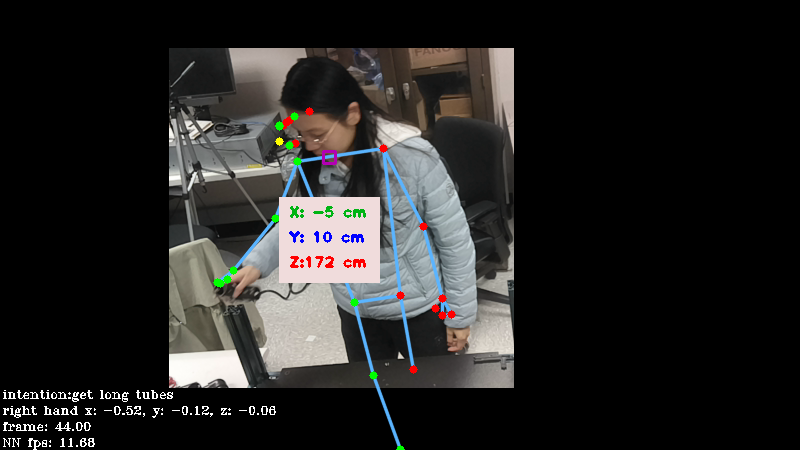 FANC
X: -5 cm
Y: 10 cm
Z:172 cm
intention:get long tubes
right hand x: -0.52, y: -0.12, z: -0.06
frame: 44.00
NN fps: 11.68